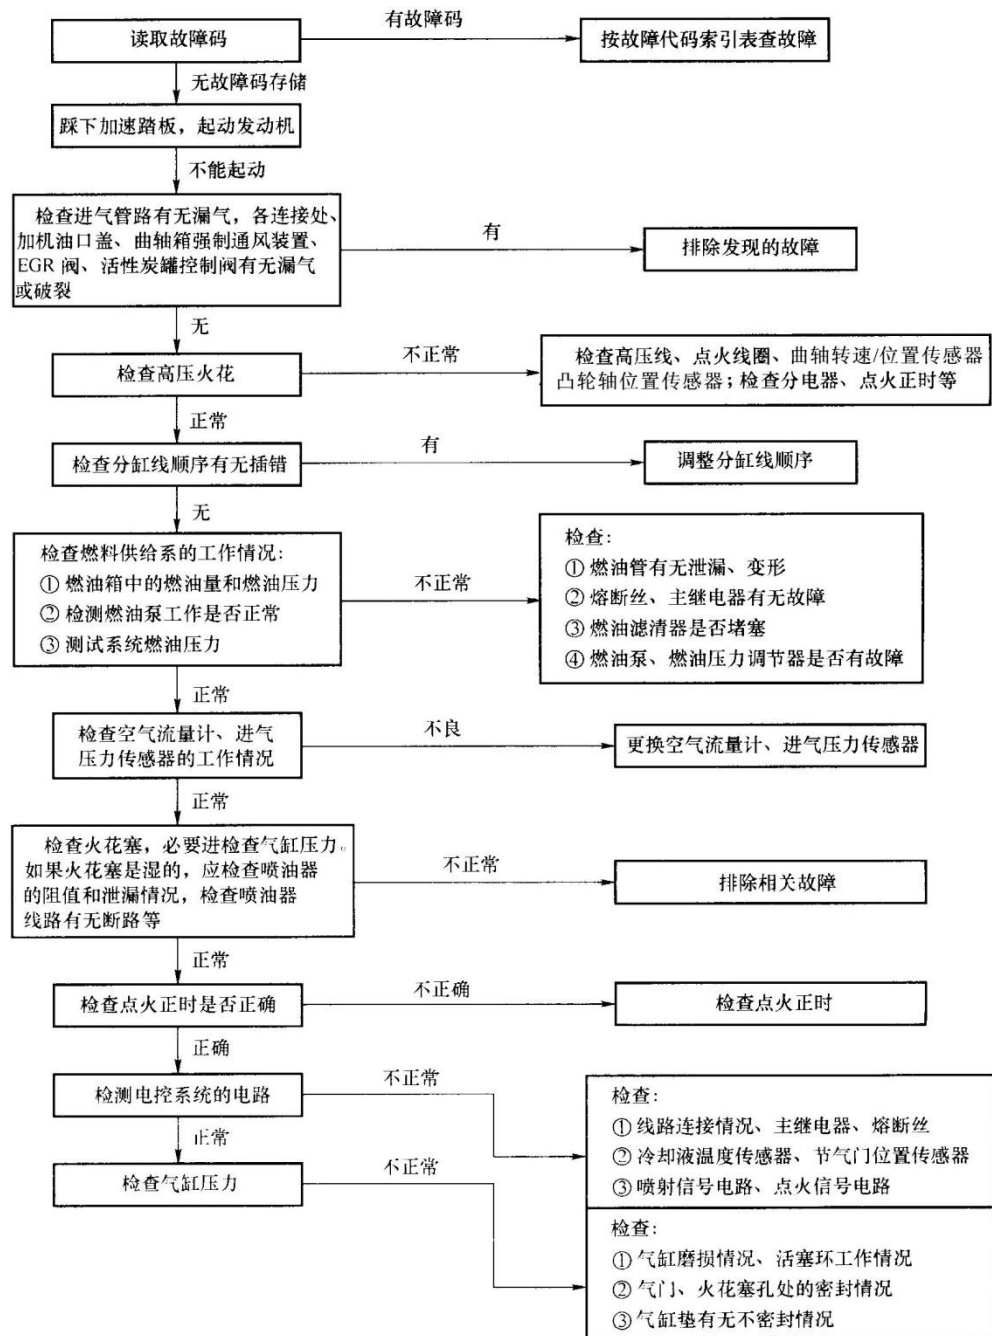 读取故障码
有故障码
按故障代码索引表查故障
无故障码存储
踩下加速踏板，起动发动机
不能起动
检查进气管路有无漏气，各连接处、
加机油口盖、曲轴箱强制通风装置、
EGR 阀、活性炭罐控制阀有无漏气
或破裂
有
排除发现的故障
无
检查高压火花
不正常
检查高压线、点火线圈、曲轴转速/位置传感器
凸轮轴位置传感器；检查分电器、点火正时等
正常
检查分缸线顺序有无插错
有
调整分缸线顺序
无
检查燃料供给系的工作情况：
① 燃油箱中的燃油量和燃油压力
② 检测燃油泵工作是否正常
③ 测试系统燃油压力
不正常
检查：
① 燃油管有无泄漏、变形
② 熔断丝、主继电器有无故障
③ 燃油滤清器是否堵塞
④ 燃油泵、燃油压力调节器是否有故障
正常
检查空气流量计、进气
压力传感器的工作情况
不良
更换空气流量计、进气压力传感器
正常
检查火花塞，必要进检查气缸压力。
如果火花塞是湿的，应检查喷油器
的阻值和泄漏情况，检查喷油器
线路有无断路等
不正常
排除相关故障
正常
检查点火正时是否正确
不正确
检查点火正时
正确
检测电控系统的电路
不正常
检查：
① 线路连接情况、主继电器、熔断丝
② 冷却液温度传感器、节气门位置传感器
③ 喷射信号电路、点火信号电路
正常
检查气缸压力
不正常
检查：
① 气缸磨损情况、活塞环工作情况
② 气门、火花塞孔处的密封情况
③ 气缸垫有无不密封情况